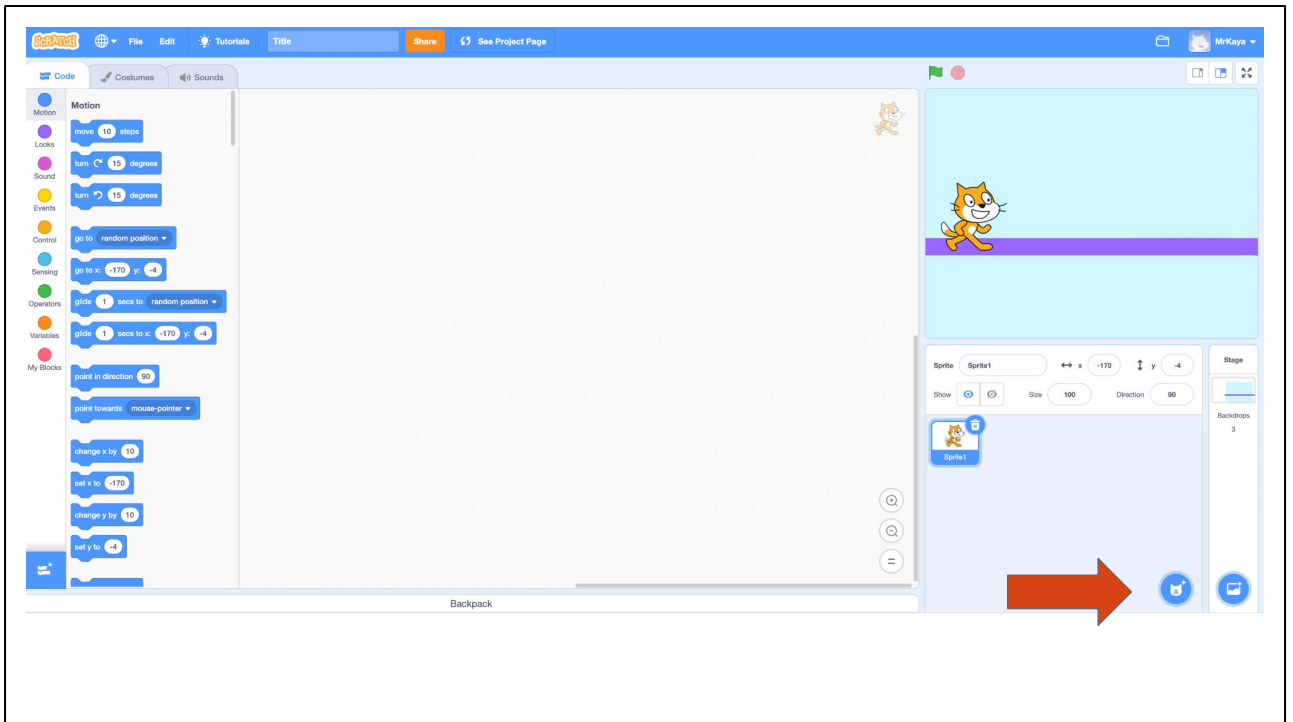 SCRATCH File Edit Tutorials Title Share See Project Page MrKaya
Code Costumes Sounds
Motion
Looks
Sound
Events
Control
Sensing
Operators
Variables
My Blocks
Motion
move 10 steps
turn 15 degrees
turn 15 degrees
go to random position
go to x: -170 y: -4
glide 1 secs to random position
glide 1 secs to x: -170 y: -4
point in direction 90
point towards mouse-pointer
change x by 10
set x to -170
change y by 10
set y to -4
Backpack
Sprite Sprite1 x -170 y -4
Show Size 100 Direction 90
Sprite1
Stage
Backdrops
3